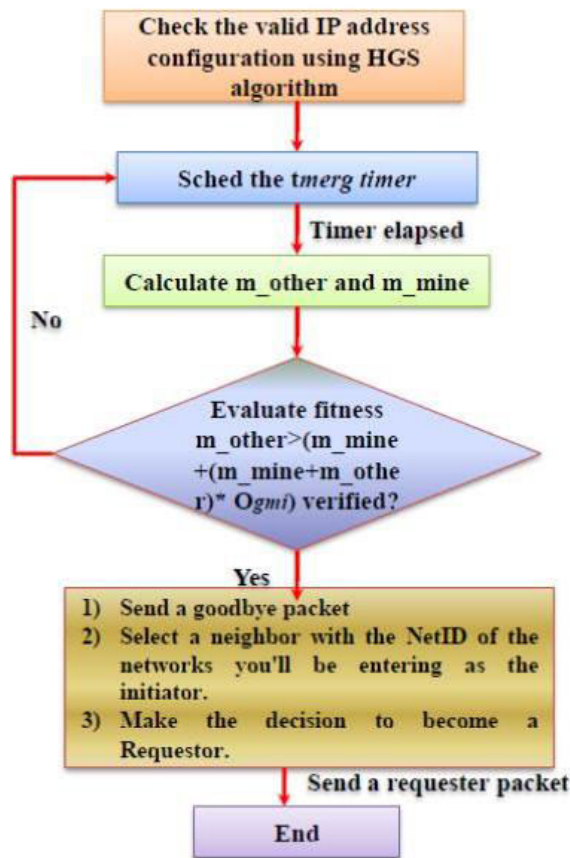 Check the valid IP address
configuration using HGS
algorithm
Sched the tmerg timer
Timer elapsed
Calculate m_other and m_mine
No
Evaluate fitness
m_other>(m_mine
+(m_mine+m_othe
r)* Ogmi) verified?
Yes
1) Send a goodbye packet
2) Select a neighbor with the NetID of the
networks you'll be entering as the
initiator.
3) Make the decision to become a
Requestor.
Send a requester packet
End